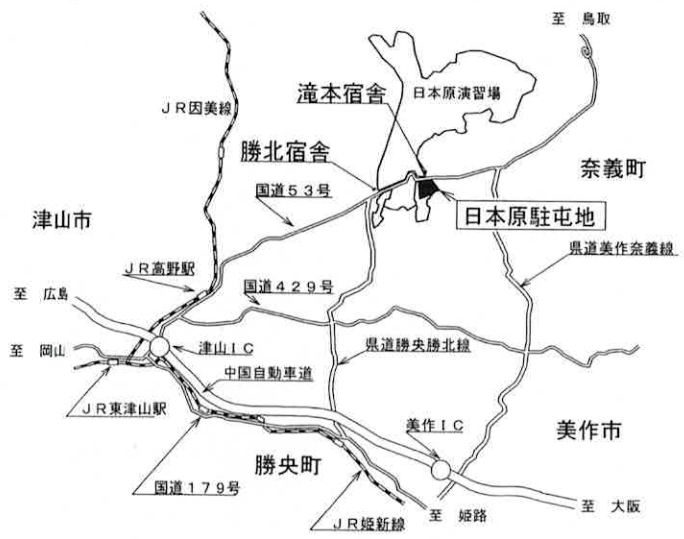 至 鳥取
日本原演習場
滝本宿舎
JR因美線
勝北宿舎
奈義町
国道53号
日本原駐屯地
津山市
県道美作奈義線
JR高野駅
国道429号
至 広島
至 岡山
津山IC
県道勝央勝北線
中国自動車道
JR東津山駅
美作IC
美作市
勝央町
国道179号
至 大阪
至 姫路
JR姫新線